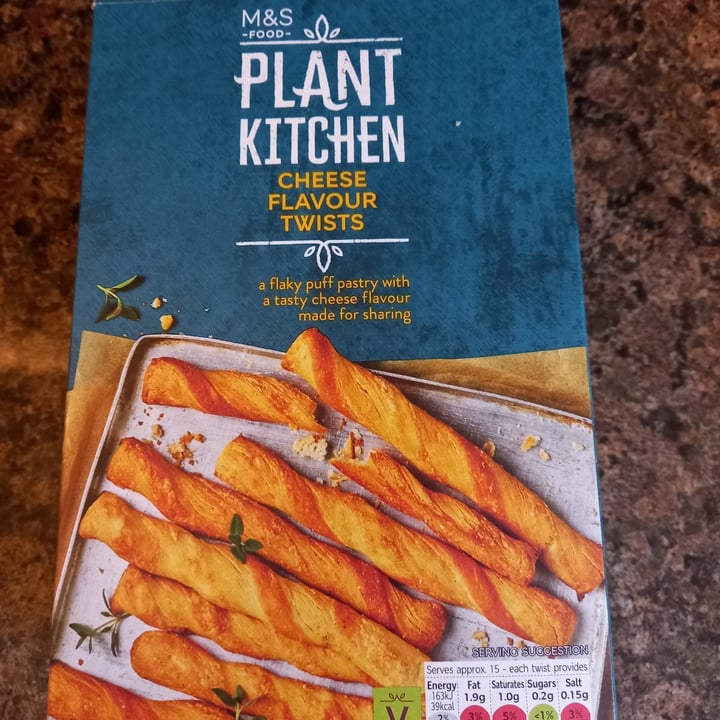 M&S
-FOOD-
PLANT
KITCHEN
CHEESE
FLAVOUR
TWISTS
a flaky puff pastry with
a tasty cheese flavour
made for sharing
SERVING SUGGESTION
Serves approx. 15 - each twist provides
Energy Fat Saturates Sugars Salt
163kJ 1.9g 1.0g 0.2g 0.15g
39kcal
2% 3% 5% <1% 3%
V